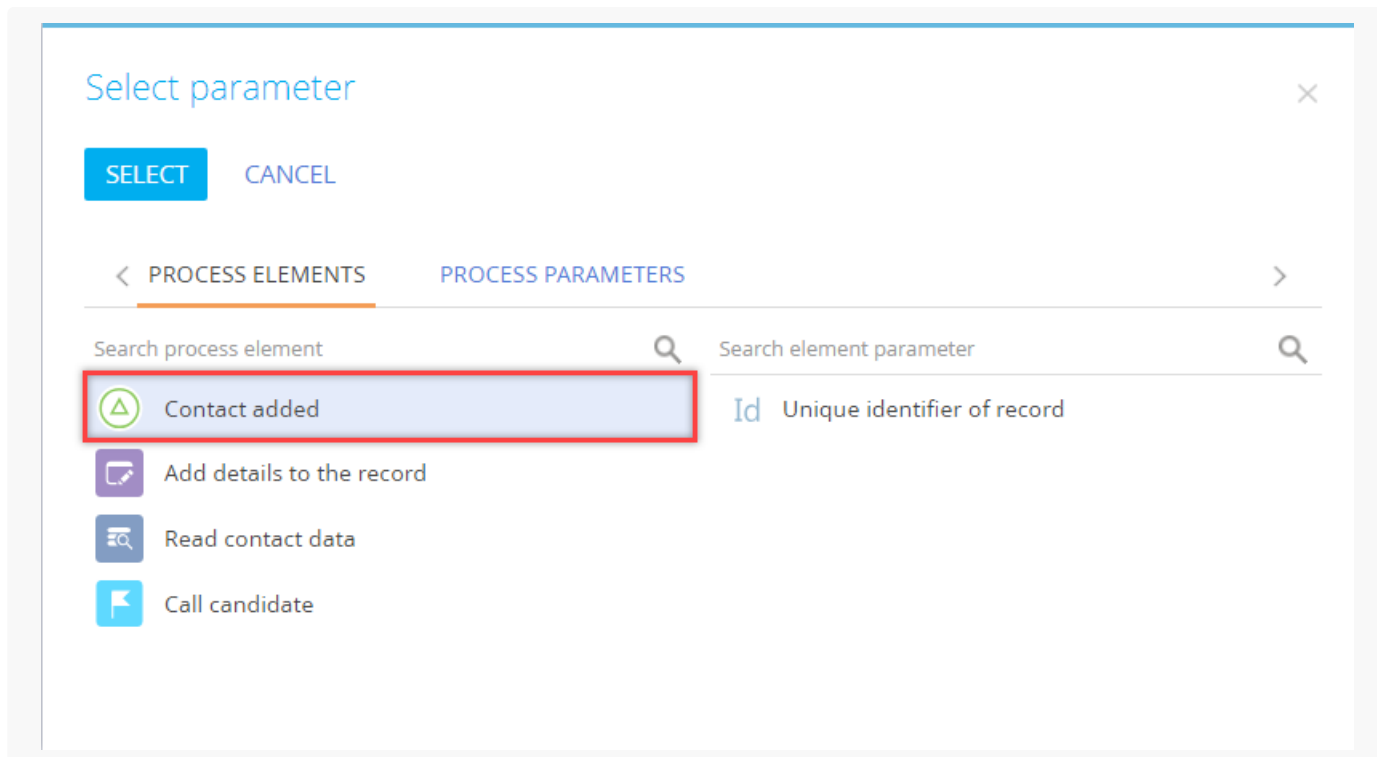 Select parameter
SELECT CANCEL
PROCESS ELEMENTS PROCESS PARAMETERS
Search process element Search element parameter
Contact added Id Unique identifier of record
Add details to the record
Read contact data
Call candidate